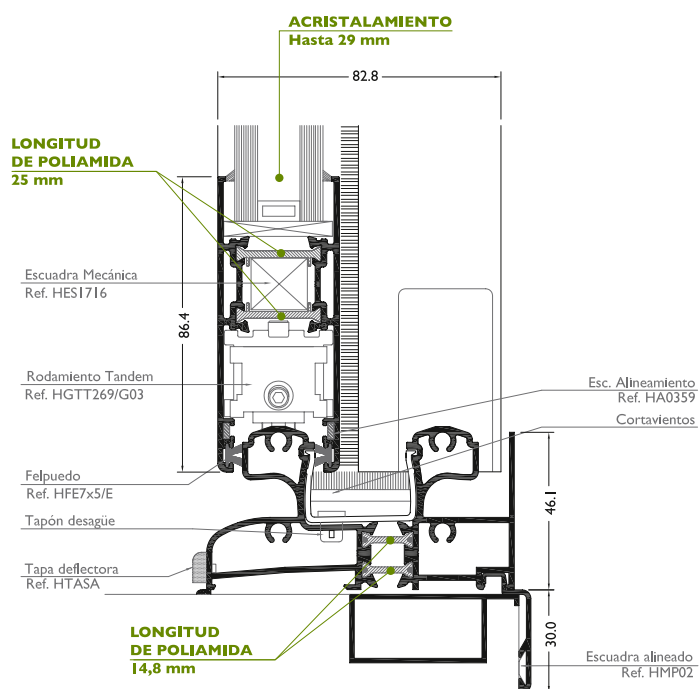 ACRISTALAMIENTO
Hasta 29 mm
82.8
LONGITUD
DE POLIAMIDA
25 mm
Escuadra Mecánica
Ref. HES1716
86.4
Rodamiento Tandem
Ref. HGTT269/G03
Esc. Alineamiento
Ref. HA0359
Cortavientos
Felpuedo
Ref. HFE7x5/E
46.1
Tapón desagüe
Tapa deflectora
Ref. HTASA
30.0
LONGITUD
DE POLIAMIDA
14,8 mm
Escuadra alineado
Ref. HMP02